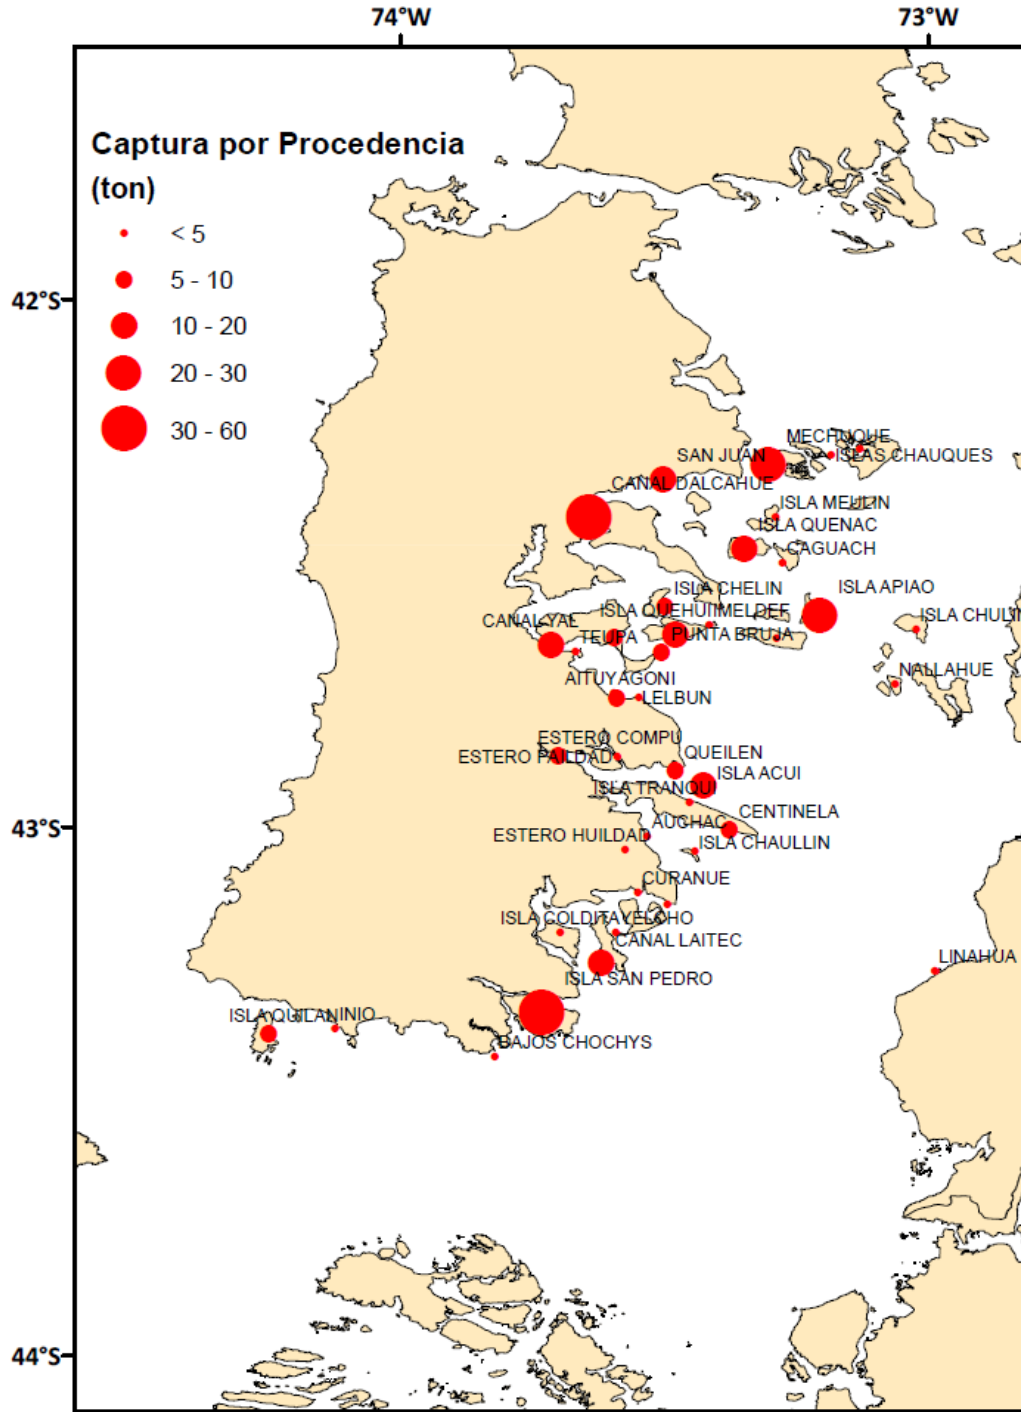 74°W
73°W
Captura por Procedencia
(ton)
< 5
5 - 10
42°S
10 - 20
20 - 30
30 - 60
MECHUQUE
SAN JUAN
ISLAS CHAUQUES
CANAL DALCAHUE
ISLA MEULIN
ISLA QUENAC
CAGUACH
ISLA CHELIN
ISLA APIAO
ISLA QUEHUI
IMELDEF
ISLA CHULIN
CANAL YAL
TEUPA
PUNTA BRUJA
NALLAHUE
AITUYAGONI
LELBUN
ESTERO COMPU
ESTERO PAILDAD
QUEILEN
ISLA ACUI
ISLA TRANQUI
CENTINELA
43°S
AUCHAC
ESTERO HUILDAD
ISLA CHAULLIN
CURANUE
ISLA COLDITA
YELCHO
CANAL LAITEC
LINAHUA
ISLA SAN PEDRO
ISLA QUILAN
INIO
BAJOS CHOCHYS
44°S